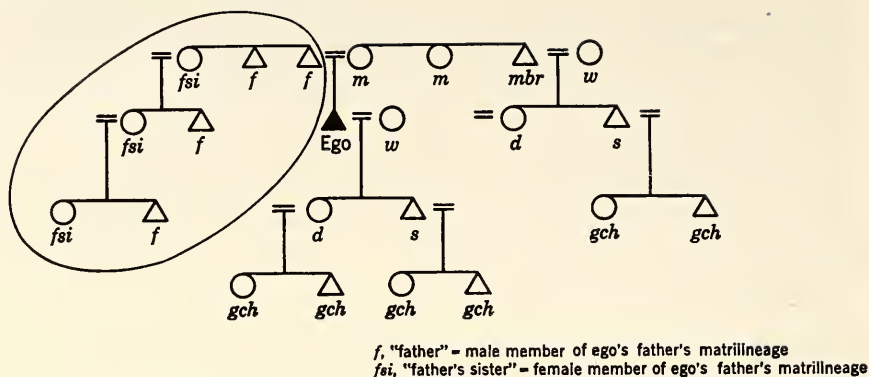 fsi f f m m mbr w
fsi f Ego w d s
fsi f d s gch gch
gch gch gch gch
f, "father" = male member of ego's father's matrilineage
fsi, "father's sister" = female member of ego's father's matrilineage